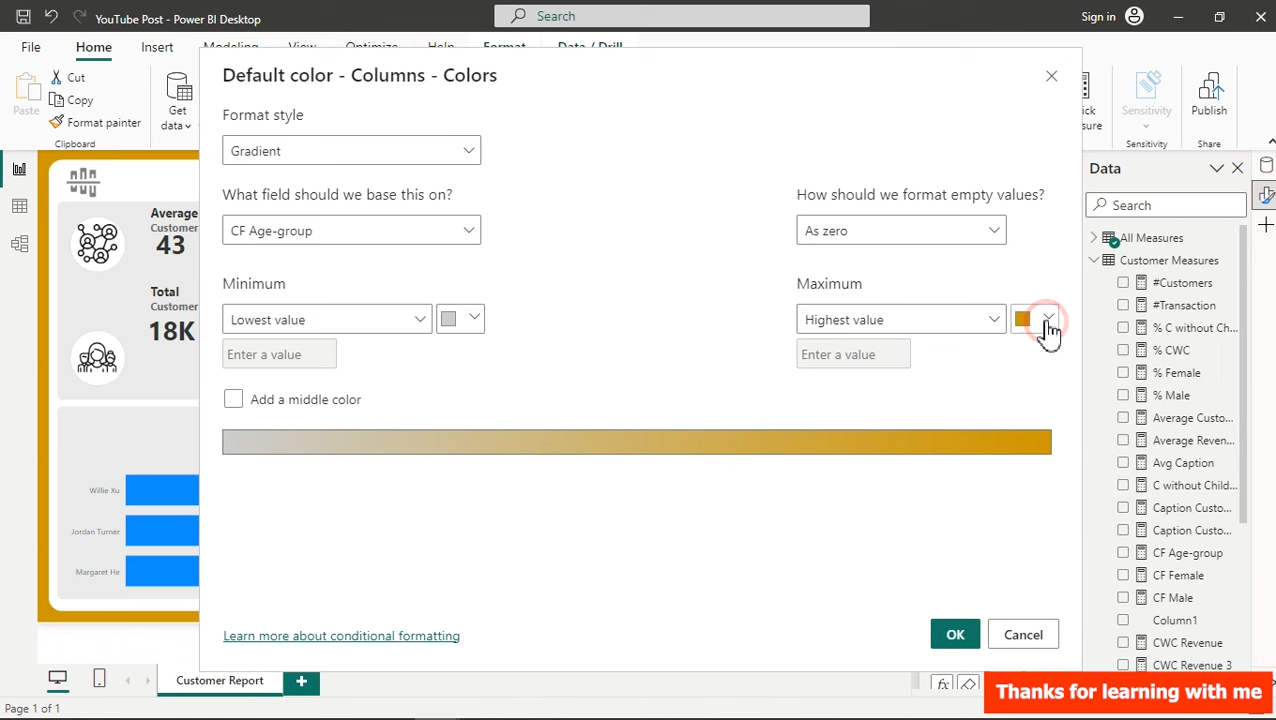 YouTube Post - Power BI Desktop
Search
Sign in
File
Home
Insert
Modeling
View
Optimize
Help
Format
Data / Drill
Paste
Cut
Copy
Format painter
Clipboard
Get
data
Sensitivity
Sensitivity
Publish
Share
Default color - Columns - Colors
Format style
Gradient
What field should we base this on?
CF Age-group
How should we format empty values?
As zero
Minimum
Lowest value
Enter a value
Maximum
Highest value
Enter a value
Add a middle color
Learn more about conditional formatting
OK
Cancel
Average
Customer
43
Total
Customer
18K
Willie Xu
Jordan Turner
Margaret He
Data
Search
All Measures
Customer Measures
#Customers
#Transaction
% C without Ch...
% CWC
% Female
% Male
Average Custo...
Average Reven...
Avg Caption
C without Child...
Caption Custo...
Caption Custo...
CF Age-group
CF Female
CF Male
Column1
CWC Revenue
CWC Revenue 3
Customer Report
Page 1 of 1
Thanks for learning with me